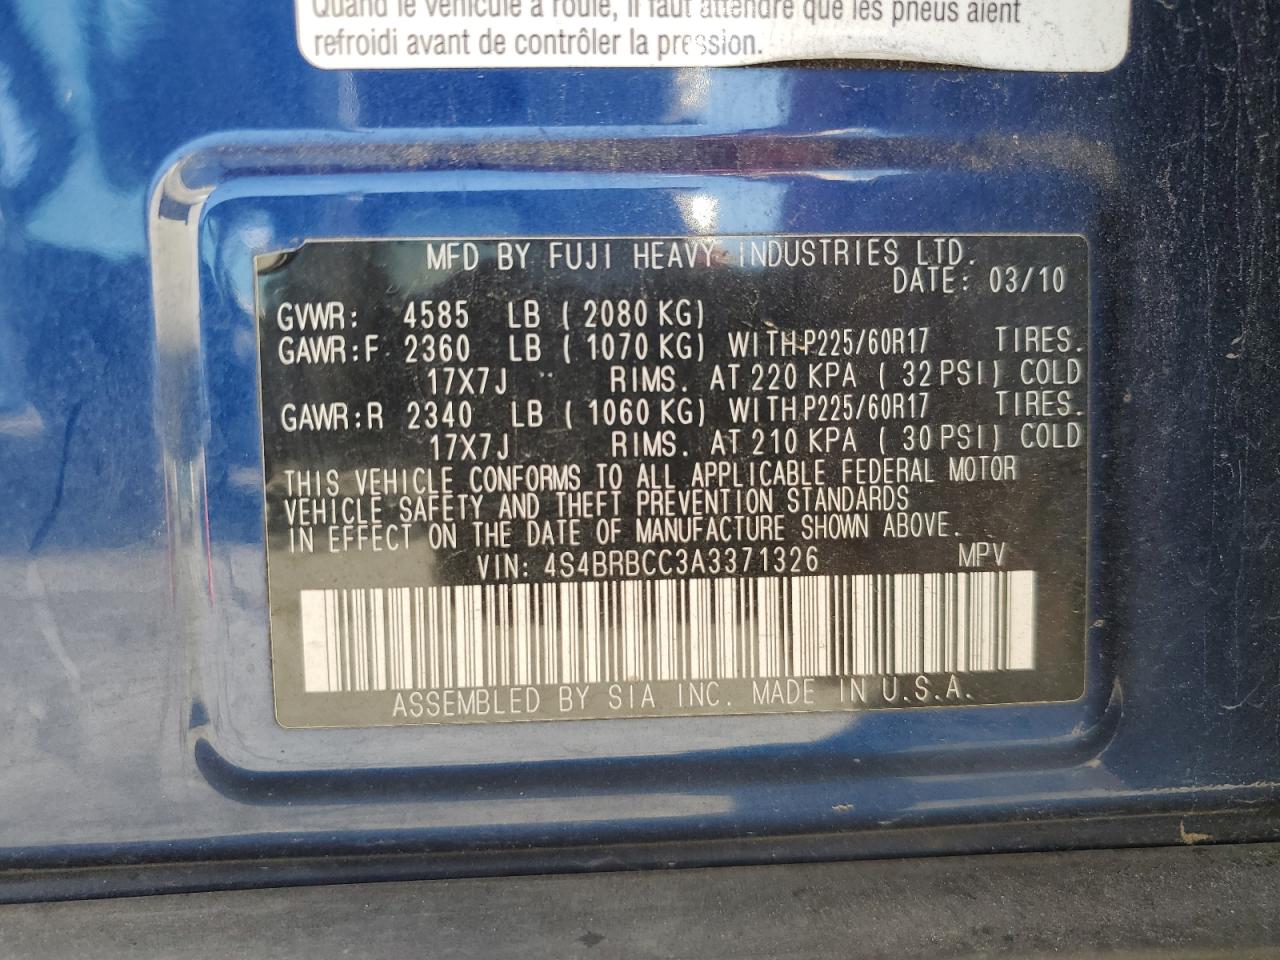 Quand le véhicule a roulé, il faut attendre que les pneus aient
refroidi avant de contrôler la pression.
MFD BY FUJI HEAVY INDUSTRIES LTD.
DATE: 03/10
GVWR: 4585 LB ( 2080 KG)
GAWR:F 2360 LB ( 1070 KG) WITH P225/60R17 TIRES.
17X7J RIMS. AT 220 KPA ( 32 PSI) COLD
GAWR:R 2340 LB ( 1060 KG) WITH P225/60R17 TIRES.
17X7J RIMS. AT 210 KPA ( 30 PSI) COLD
THIS VEHICLE CONFORMS TO ALL APPLICABLE FEDERAL MOTOR
VEHICLE SAFETY AND THEFT PREVENTION STANDARDS
IN EFFECT ON THE DATE OF MANUFACTURE SHOWN ABOVE.
VIN: 4S4BRBCC3A3371326 MPV
ASSEMBLED BY SIA INC. MADE IN U.S.A.